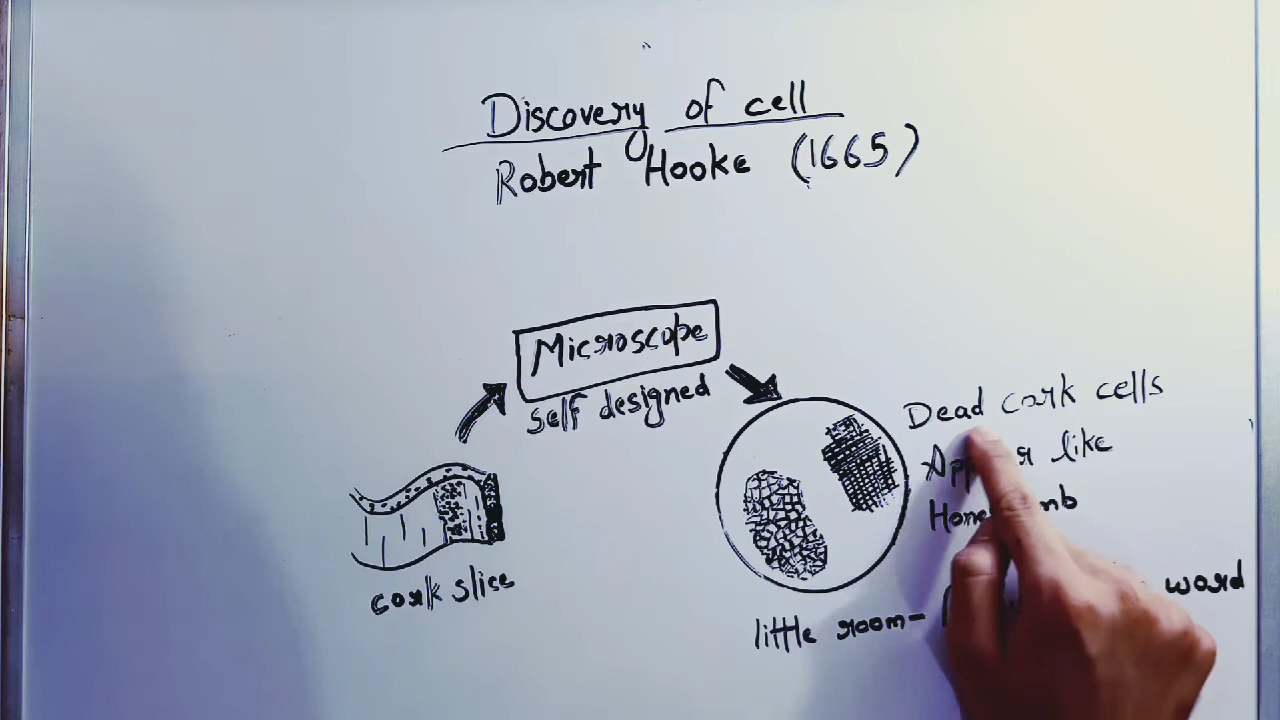 Discovery of cell
Robert Hooke (1665)
Microscope
self designed
cork slice
Dead cork cells
like
little room-
word